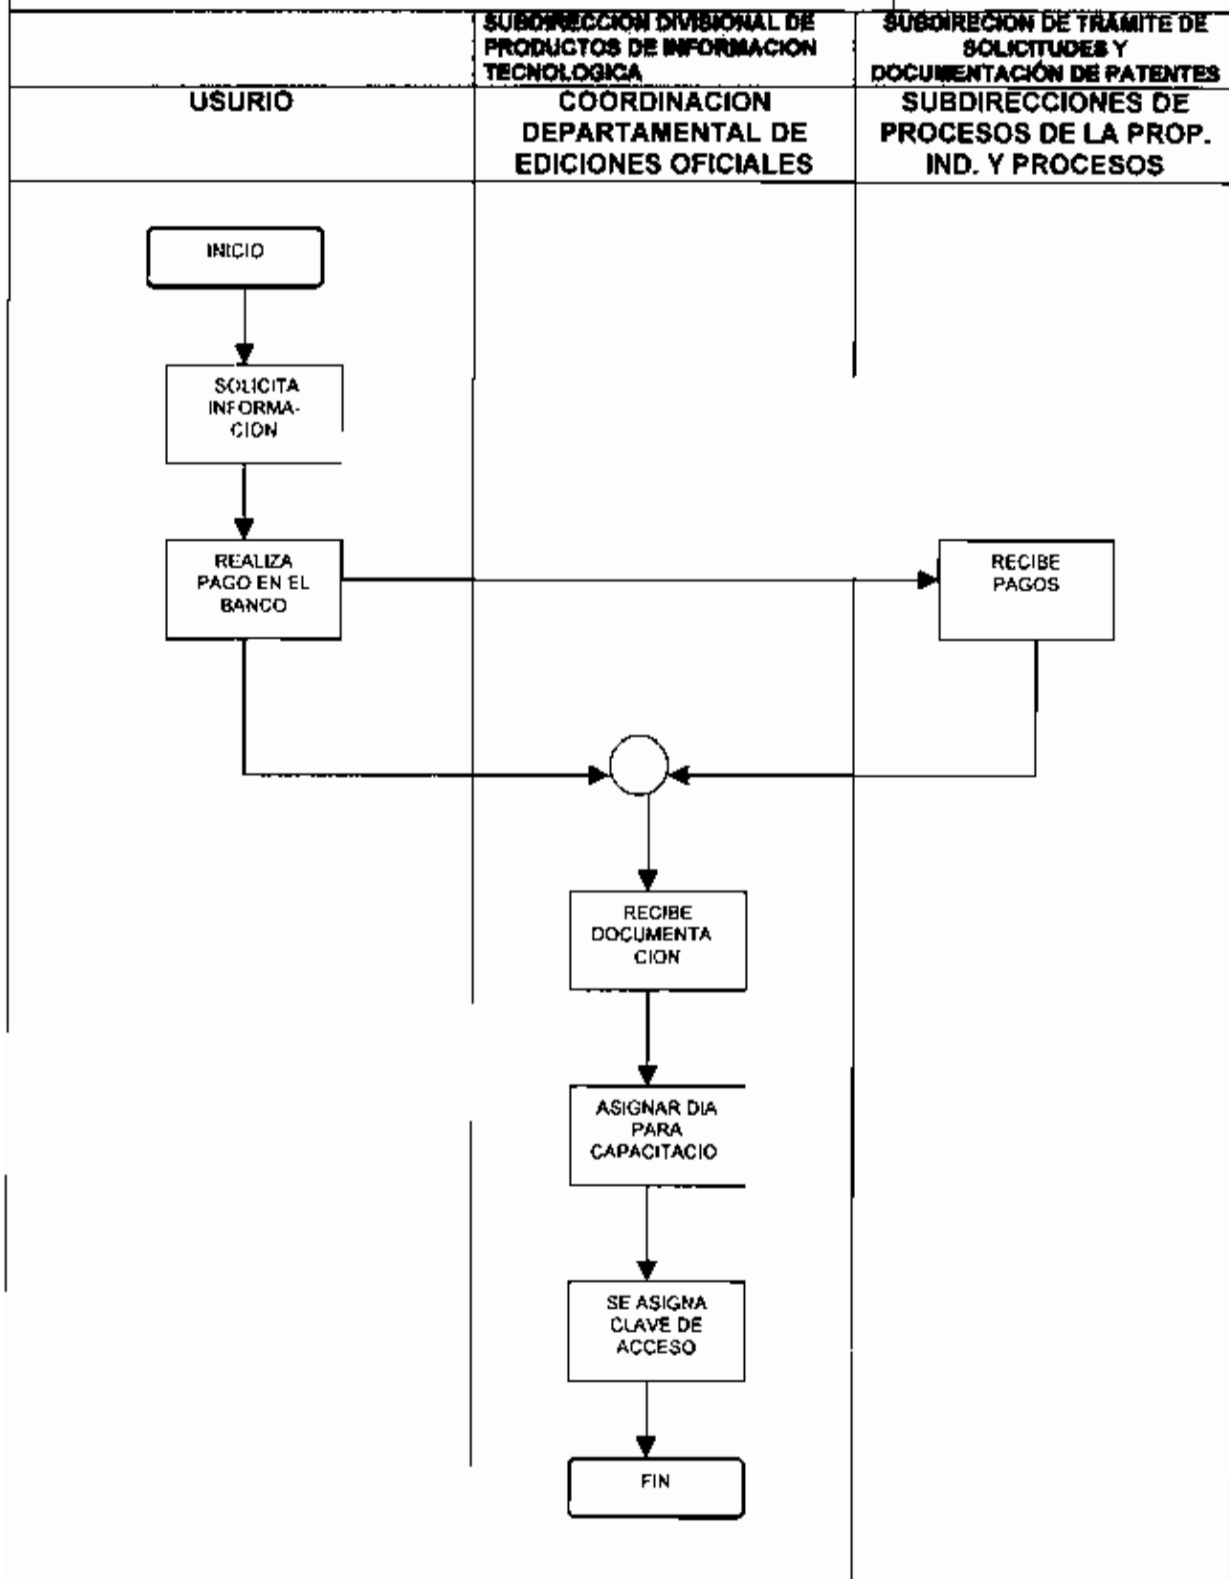 SUBDIRECCION DIVISIONAL DE
PRODUCTOS DE INFORMACION
TECNOLOGICA
SUBDIRECION DE TRAMITE DE
SOLICITUDES Y
DOCUMENTACIÓN DE PATENTES
USURIO
COORDINACION
DEPARTAMENTAL DE
EDICIONES OFICIALES
SUBDIRECCIONES DE
PROCESOS DE LA PROP.
IND. Y PROCESOS
INICIO
SOLICITA
INFORMA-
CION
REALIZA
PAGO EN EL
BANCO
RECIBE
PAGOS
RECIBE
DOCUMENTA
CION
ASIGNAR DIA
PARA
CAPACITACIO
SE ASIGNA
CLAVE DE
ACCESO
FIN